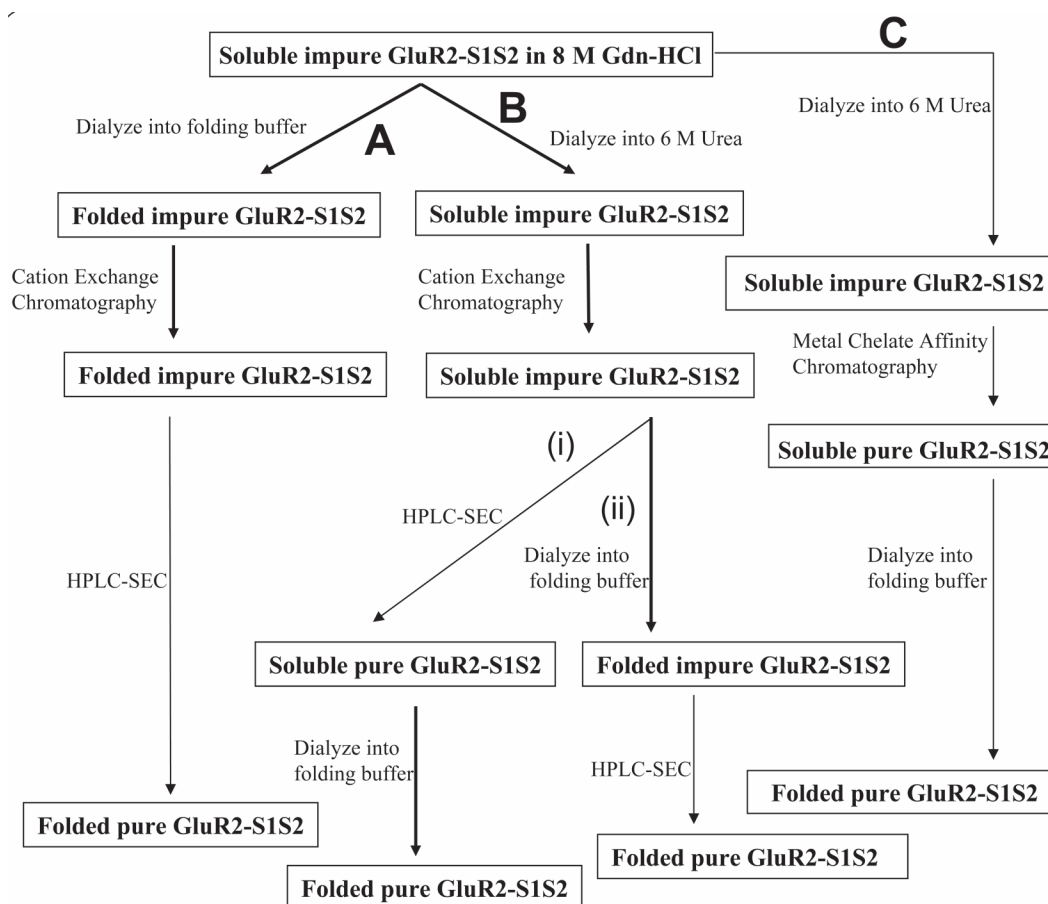 C
Soluble impure GluR2-S1S2 in 8 M Gdn-HCl
Dialyze into folding buffer
A
B
Dialyze into 6 M Urea
Dialyze into 6 M Urea
Folded impure GluR2-S1S2
Soluble impure GluR2-S1S2
Cation Exchange
Chromatography
Cation Exchange
Chromatography
Soluble impure GluR2-S1S2
Folded impure GluR2-S1S2
Soluble impure GluR2-S1S2
Metal Chelate Affinity
Chromatography
Soluble pure GluR2-S1S2
(i)
HPLC-SEC
(ii)
Dialyze into
folding buffer
Dialyze into
folding buffer
HPLC-SEC
Soluble pure GluR2-S1S2
Folded impure GluR2-S1S2
Dialyze into
folding buffer
HPLC-SEC
Folded pure GluR2-S1S2
Folded pure GluR2-S1S2
Folded pure GluR2-S1S2
Folded pure GluR2-S1S2